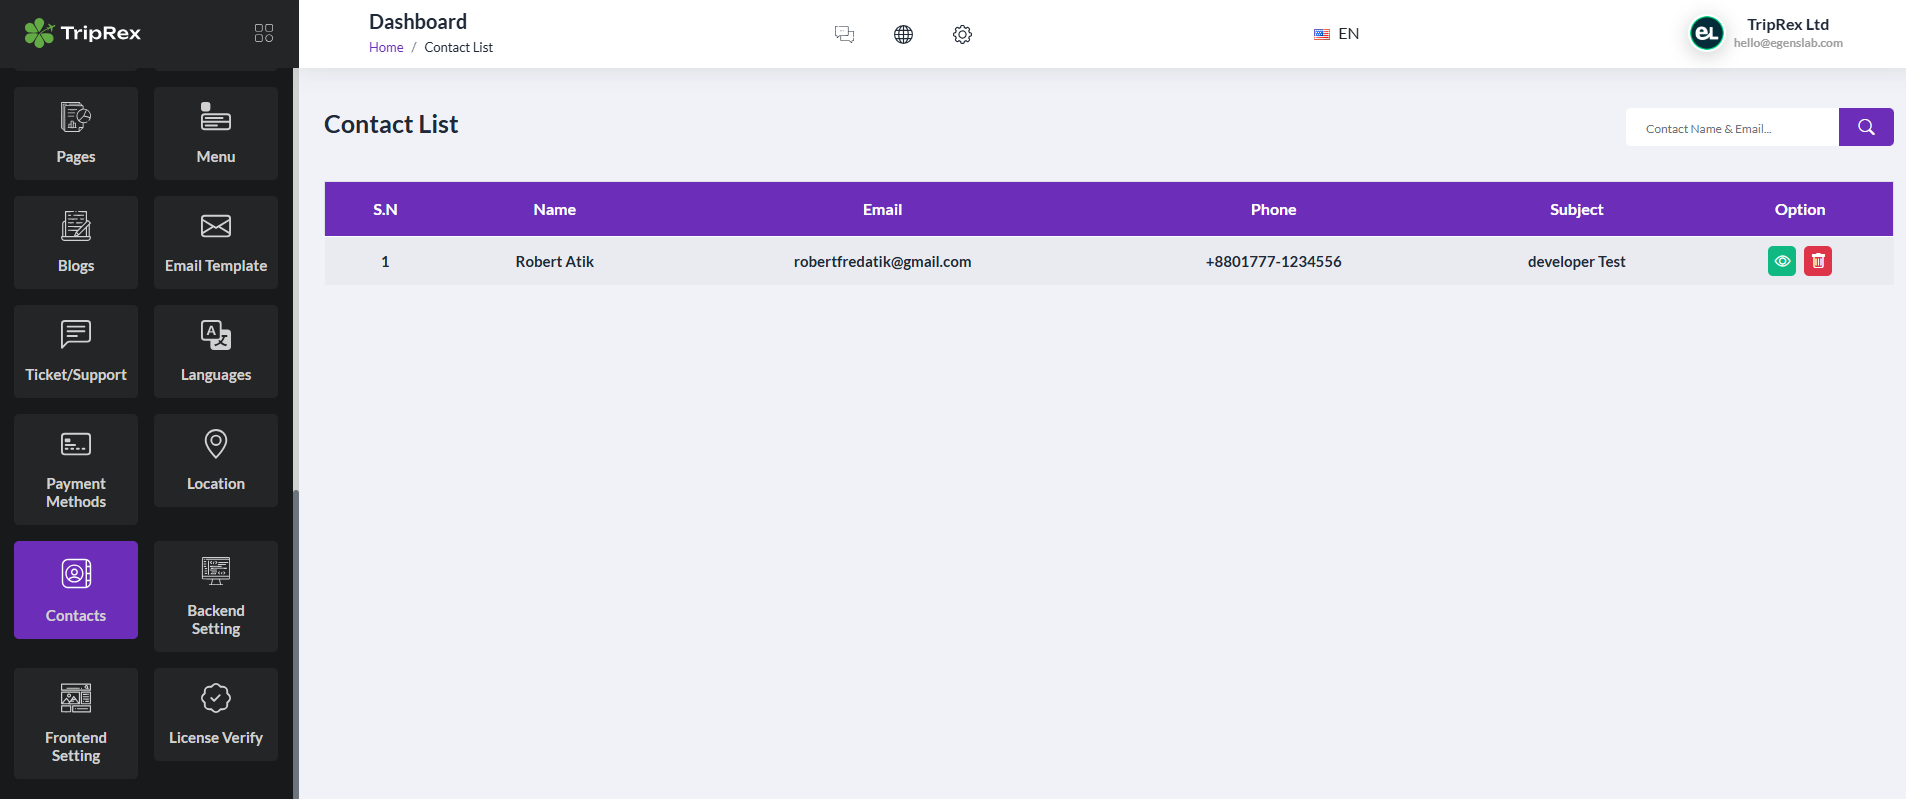 TripRex
Dashboard
Home / Contact List
EN
eL
TripRex Ltd
hello@egenslab.com
Pages
Menu
Blogs
Email Template
Ticket/Support
Languages
Payment
Methods
Location
Contacts
Backend
Setting
Frontend
Setting
License Verify
Contact List
Contact Name & Email...
S.N Name Email Phone Subject Option
1 Robert Atik robertfredatik@gmail.com +8801777-1234556 developer Test